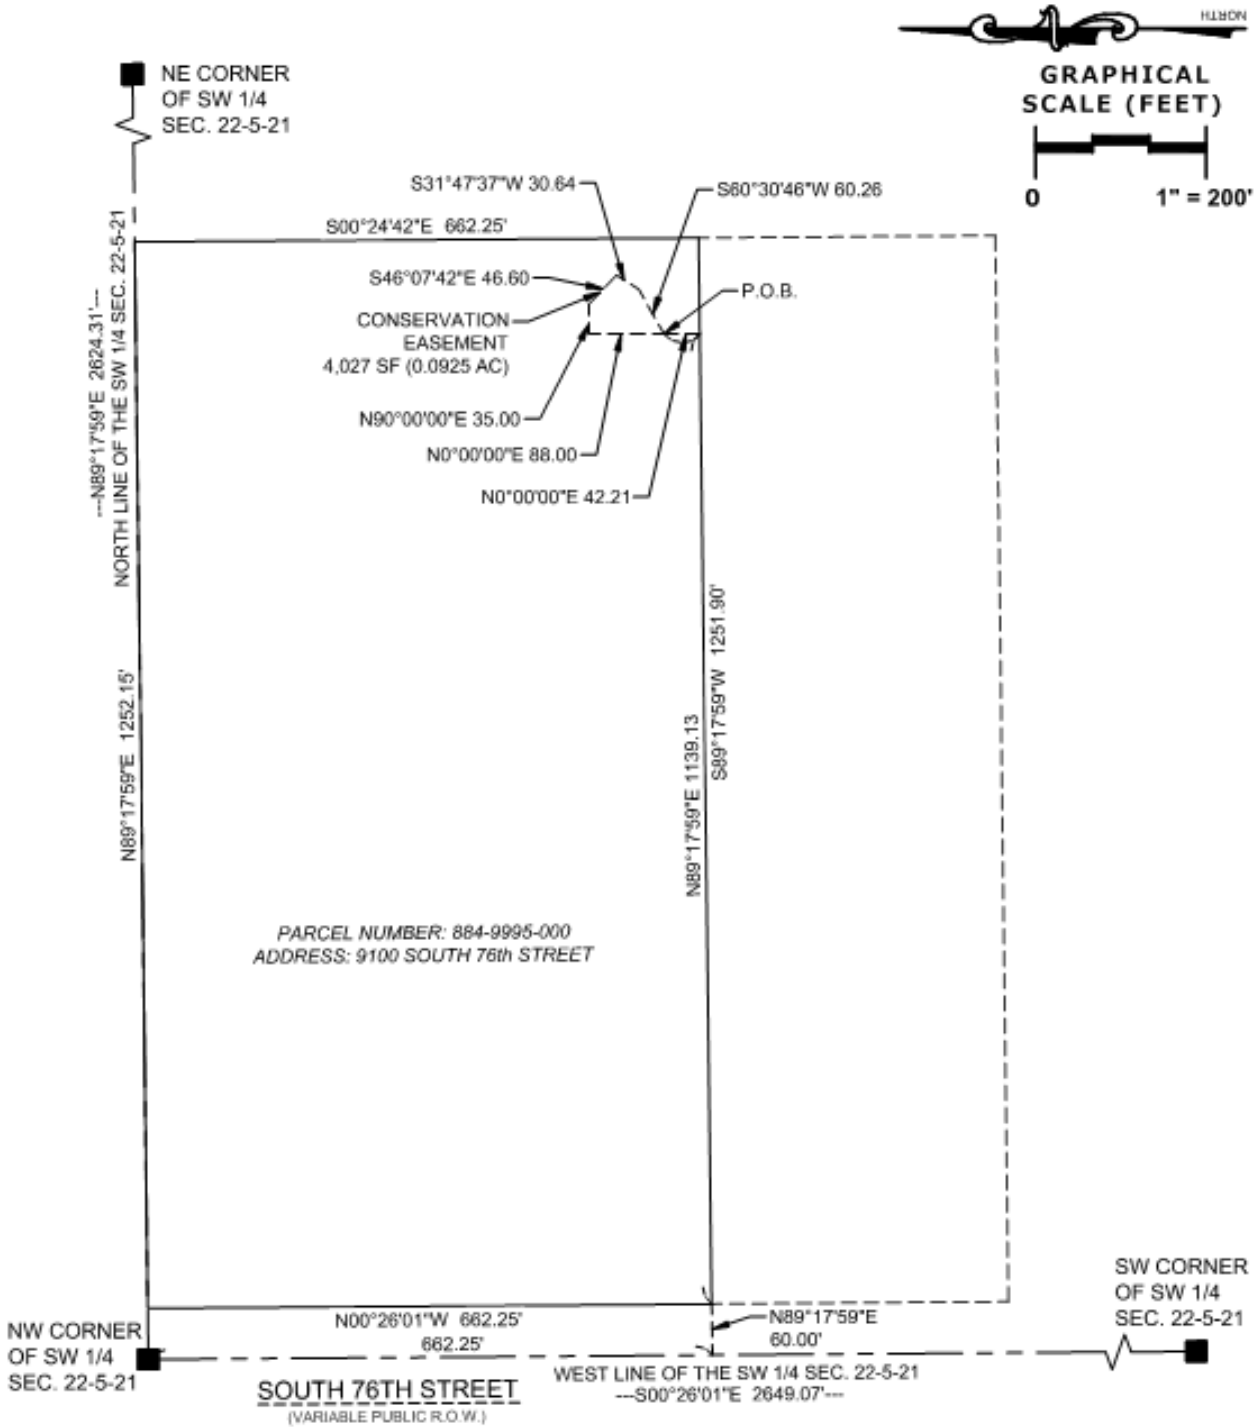 NORTH
GRAPHICAL
SCALE (FEET)
0 1" = 200'
NE CORNER
OF SW 1/4
SEC. 22-5-21
S31°47'37"W 30.64
S60°30'46"W 60.26
S00°24'42"E 662.25'
S46°07'42"E 46.60
P.O.B.
CONSERVATION
EASEMENT
4,027 SF (0.0925 AC)
N90°00'00"E 35.00
N0°00'00"E 88.00
N0°00'00"E 42.21
---N89°17'59"E 2624.31'---
NORTH LINE OF THE SW 1/4 SEC. 22-5-21
N89°17'59"E 1252.15'
N89°17'59"E 1139.13
S89°17'59"W 1251.90'
PARCEL NUMBER: 884-9995-000
ADDRESS: 9100 SOUTH 76th STREET
SW CORNER
OF SW 1/4
SEC. 22-5-21
N00°26'01"W 662.25'
662.25'
N89°17'59"E
60.00'
NW CORNER
OF SW 1/4
SEC. 22-5-21
WEST LINE OF THE SW 1/4 SEC. 22-5-21
---S00°26'01"E 2649.07'---
SOUTH 76TH STREET
(VARIABLE PUBLIC R.O.W.)